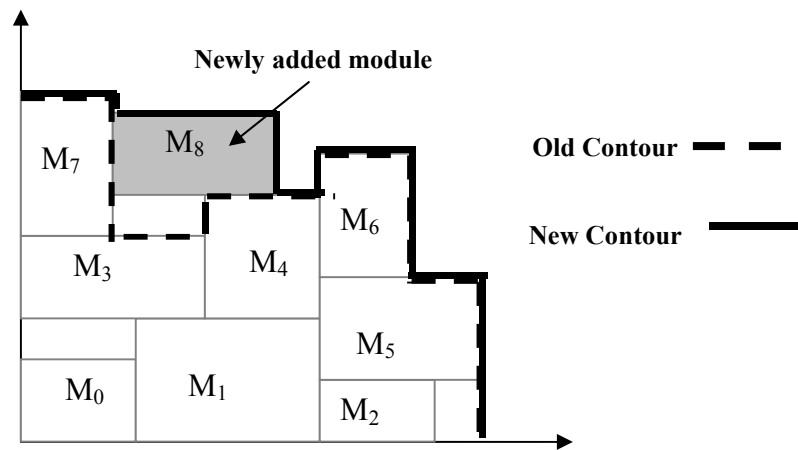 Newly added module
M₇
M₈
Old Contour
M₆
New Contour
M₃
M₄
M₅
M₀
M₁
M₂